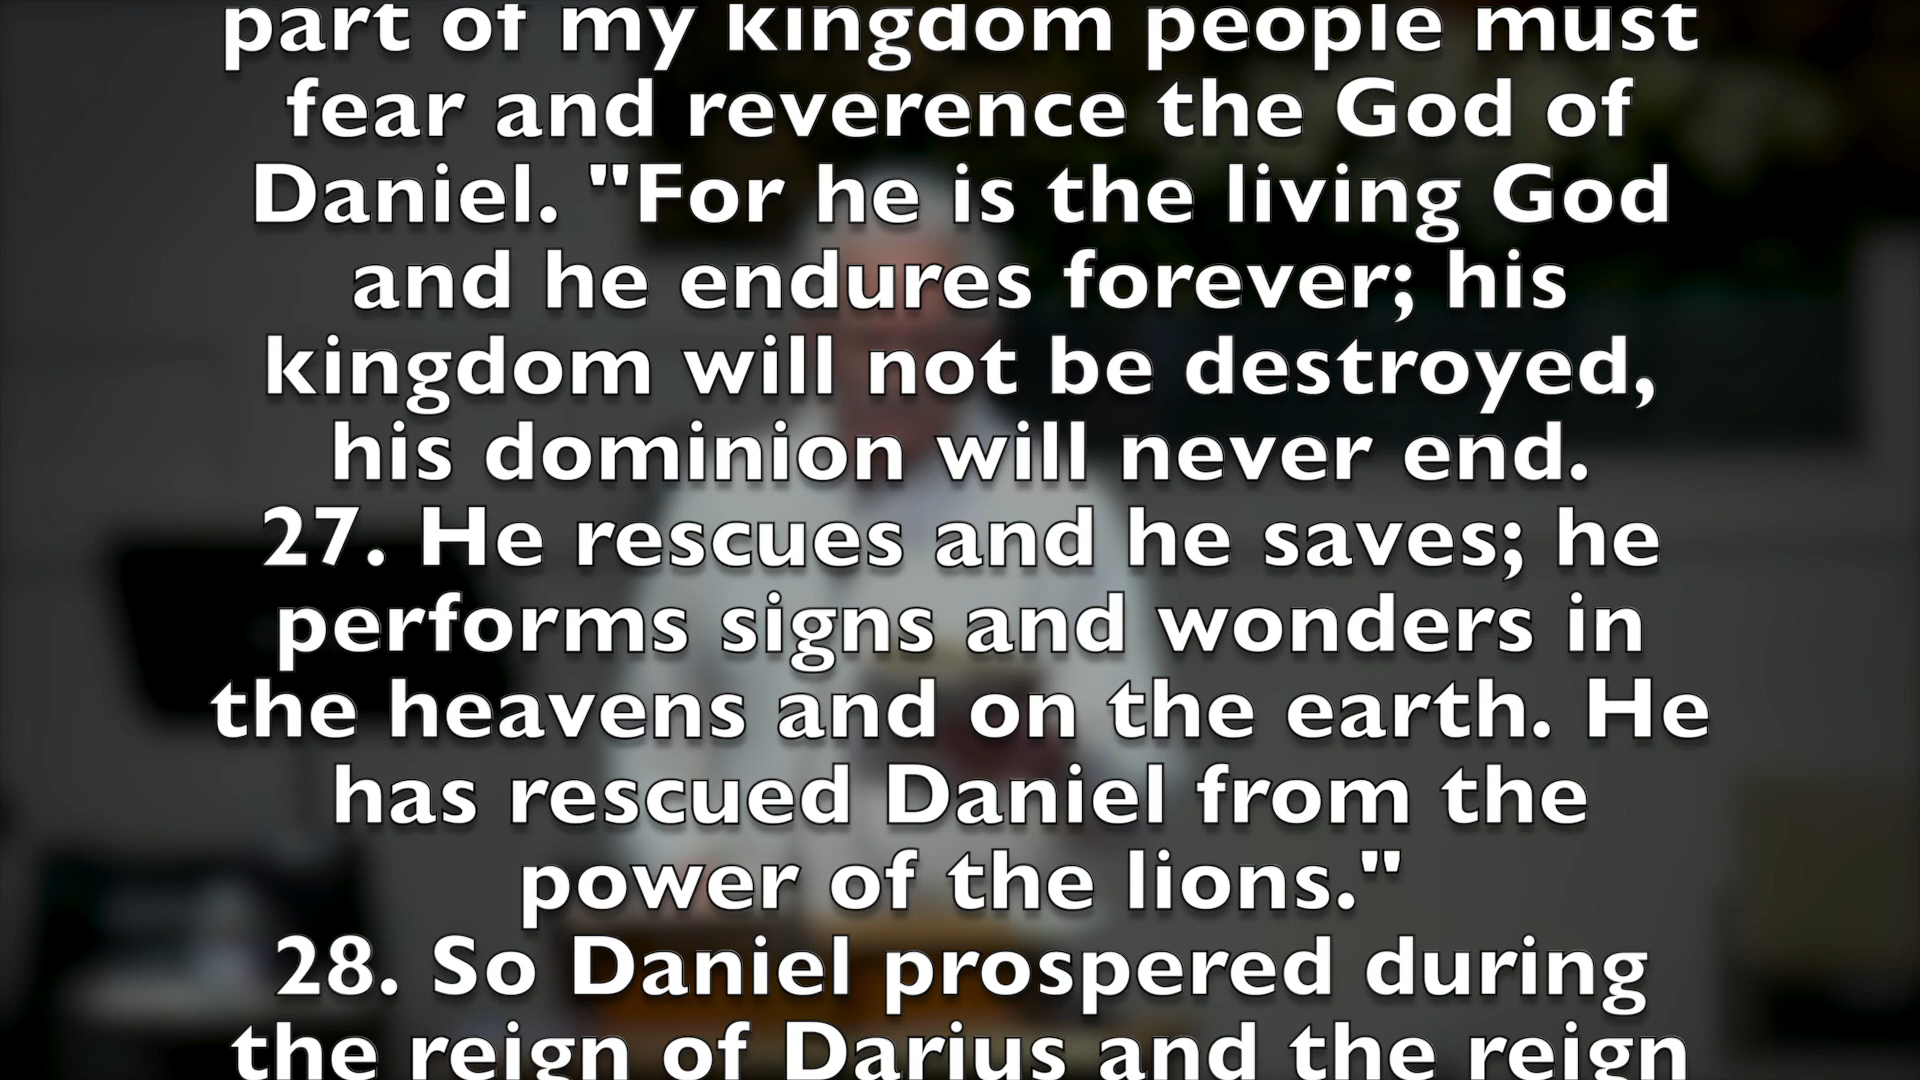 part of my kingdom people must
fear and reverence the God of
Daniel. "For he is the living God
and he endures forever; his
kingdom will not be destroyed,
his dominion will never end.
27. He rescues and he saves; he
performs signs and wonders in
the heavens and on the earth. He
has rescued Daniel from the
power of the lions."
28. So Daniel prospered during
the reign of Darius and the reign